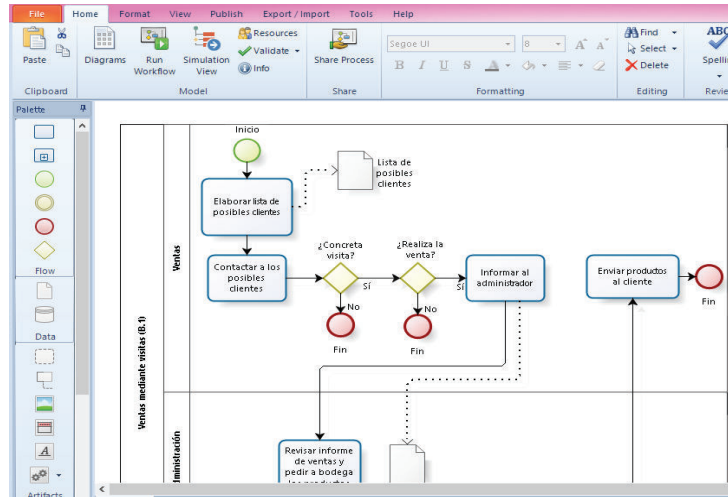 File Home Format View Publish Export / Import Tools Help
Paste
Clipboard
Diagrams
Run
Workflow
Simulation
View
Resources
Validate
Info
Model
Share Process
Share
Segoe UI 8 A A
B I U S A
Formatting
Find
Select
Delete
Editing
ABC
Palette
Flow
Data
A
Artifacts
Ventas mediante visitas (B.1)
Ventas
Inicio
Elaborar lista de
posibles clientes
Lista de
posibles
clientes
Contactar a los
posibles
clientes
¿Concreta
visita?
Sí
No
Fin
¿Realiza la
venta?
Sí
No
Fin
Informar al
administrador
Enviar productos
al cliente
Fin
Revisar informe
de ventas y
pedir a bodega